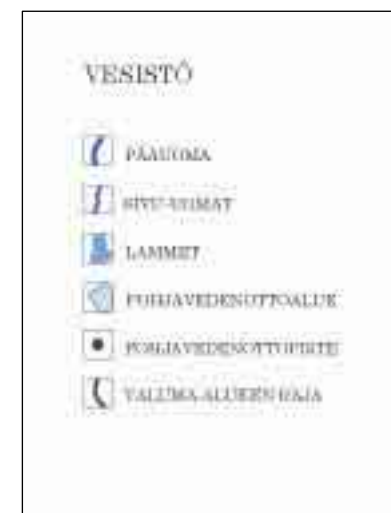 VESISTÖ
PÄÄUOMA
SIVU-UOMAT
LAMMET
POHJAVEDENOTTOALUE
POHJAVEDENOTTOPISTE
VALUMA-ALUEEN RAJA